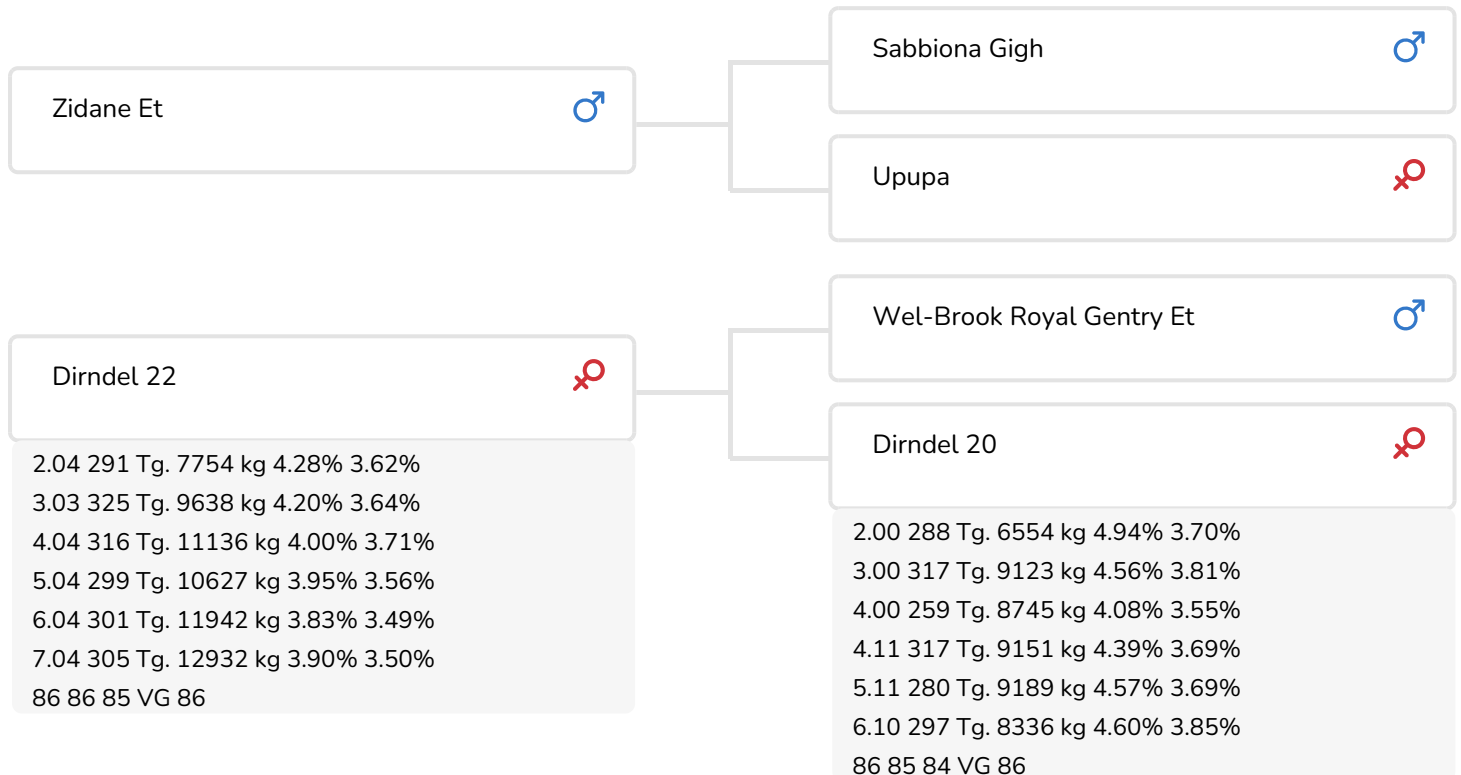 Sabbiona Gigh
Zidane Et
Upupa
Wel-Brook Royal Gentry Et
Dirndel 22
Dirndel 20
2.04 291 Tg. 7754 kg 4.28% 3.62%
3.03 325 Tg. 9638 kg 4.20% 3.64%
4.04 316 Tg. 11136 kg 4.00% 3.71%
5.04 299 Tg. 10627 kg 3.95% 3.56%
6.04 301 Tg. 11942 kg 3.83% 3.49%
7.04 305 Tg. 12932 kg 3.90% 3.50%
86 86 85 VG 86
2.00 288 Tg. 6554 kg 4.94% 3.70%
3.00 317 Tg. 9123 kg 4.56% 3.81%
4.00 259 Tg. 8745 kg 4.08% 3.55%
4.11 317 Tg. 9151 kg 4.39% 3.69%
5.11 280 Tg. 9189 kg 4.57% 3.69%
6.10 297 Tg. 8336 kg 4.60% 3.85%
86 85 84 VG 86